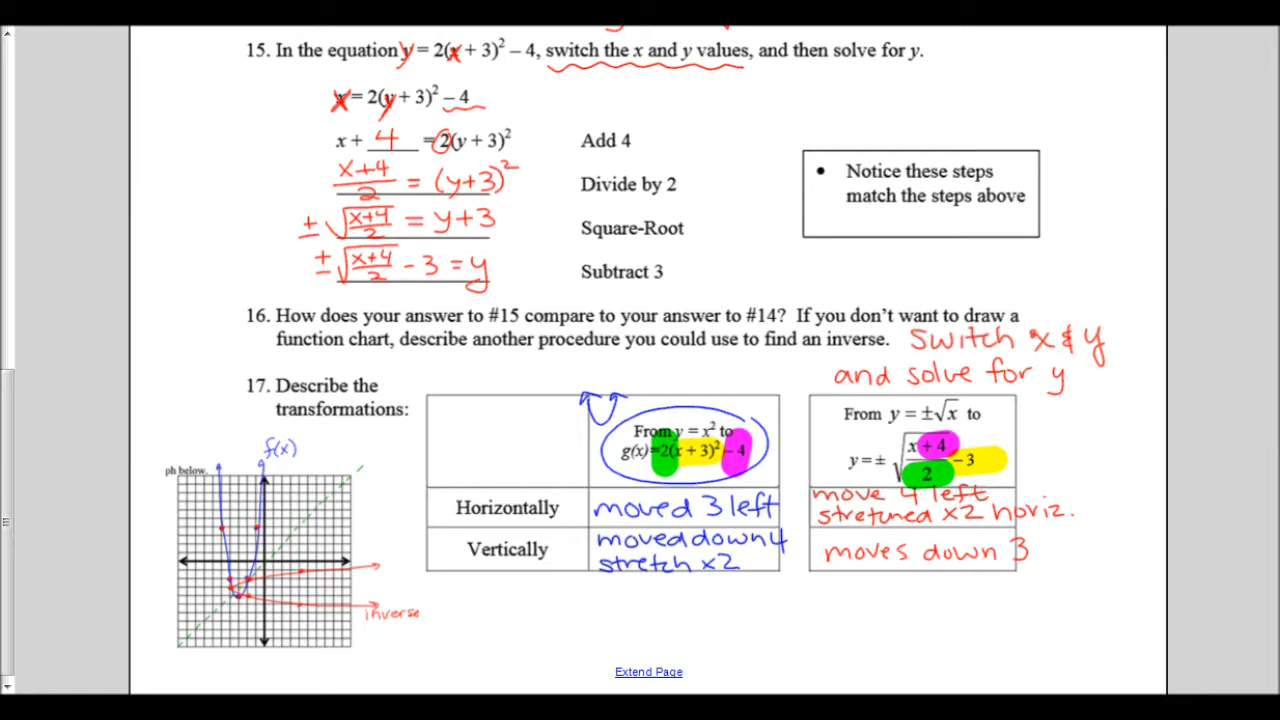 15. In the equation y = 2(x + 3)² – 4, switch the x and y values, and then solve for y.
x = 2(y + 3)² – 4
x + 4 = 2(y + 3)² Add 4
x+4/2 = (y+3)² Divide by 2
± √x+4/2 = y+3 Square-Root
± √x+4/2 - 3 = y Subtract 3
• Notice these steps
match the steps above
16. How does your answer to #15 compare to your answer to #14? If you don’t want to draw a
function chart, describe another procedure you could use to find an inverse. Switch x & y
and solve for y
17. Describe the
transformations:
From y = x² to
g(x)=2(x + 3)² – 4
From y = ±√x to
y = ± √x + 4/2 – 3
Horizontally moved 3 left move 4 left
stretched x2 horiz.
Vertically moved down 4
stretch x2
moves down 3
f(x)
ph below.
inverse
Extend Page